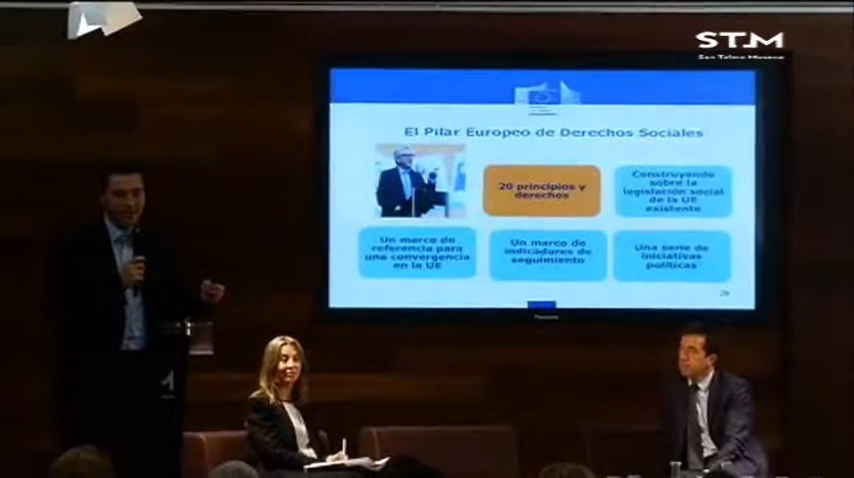 STM
San Telmo Museoa
El Pilar Europeo de Derechos Sociales
20 principios y
derechos
Construyendo
sobre la
legislación social
de la UE
existente
Un marco de
referencia para
una convergencia
en la UE
Un marco de
indicadores de
seguimiento
Una serie de
iniciativas
políticas
Panasonic